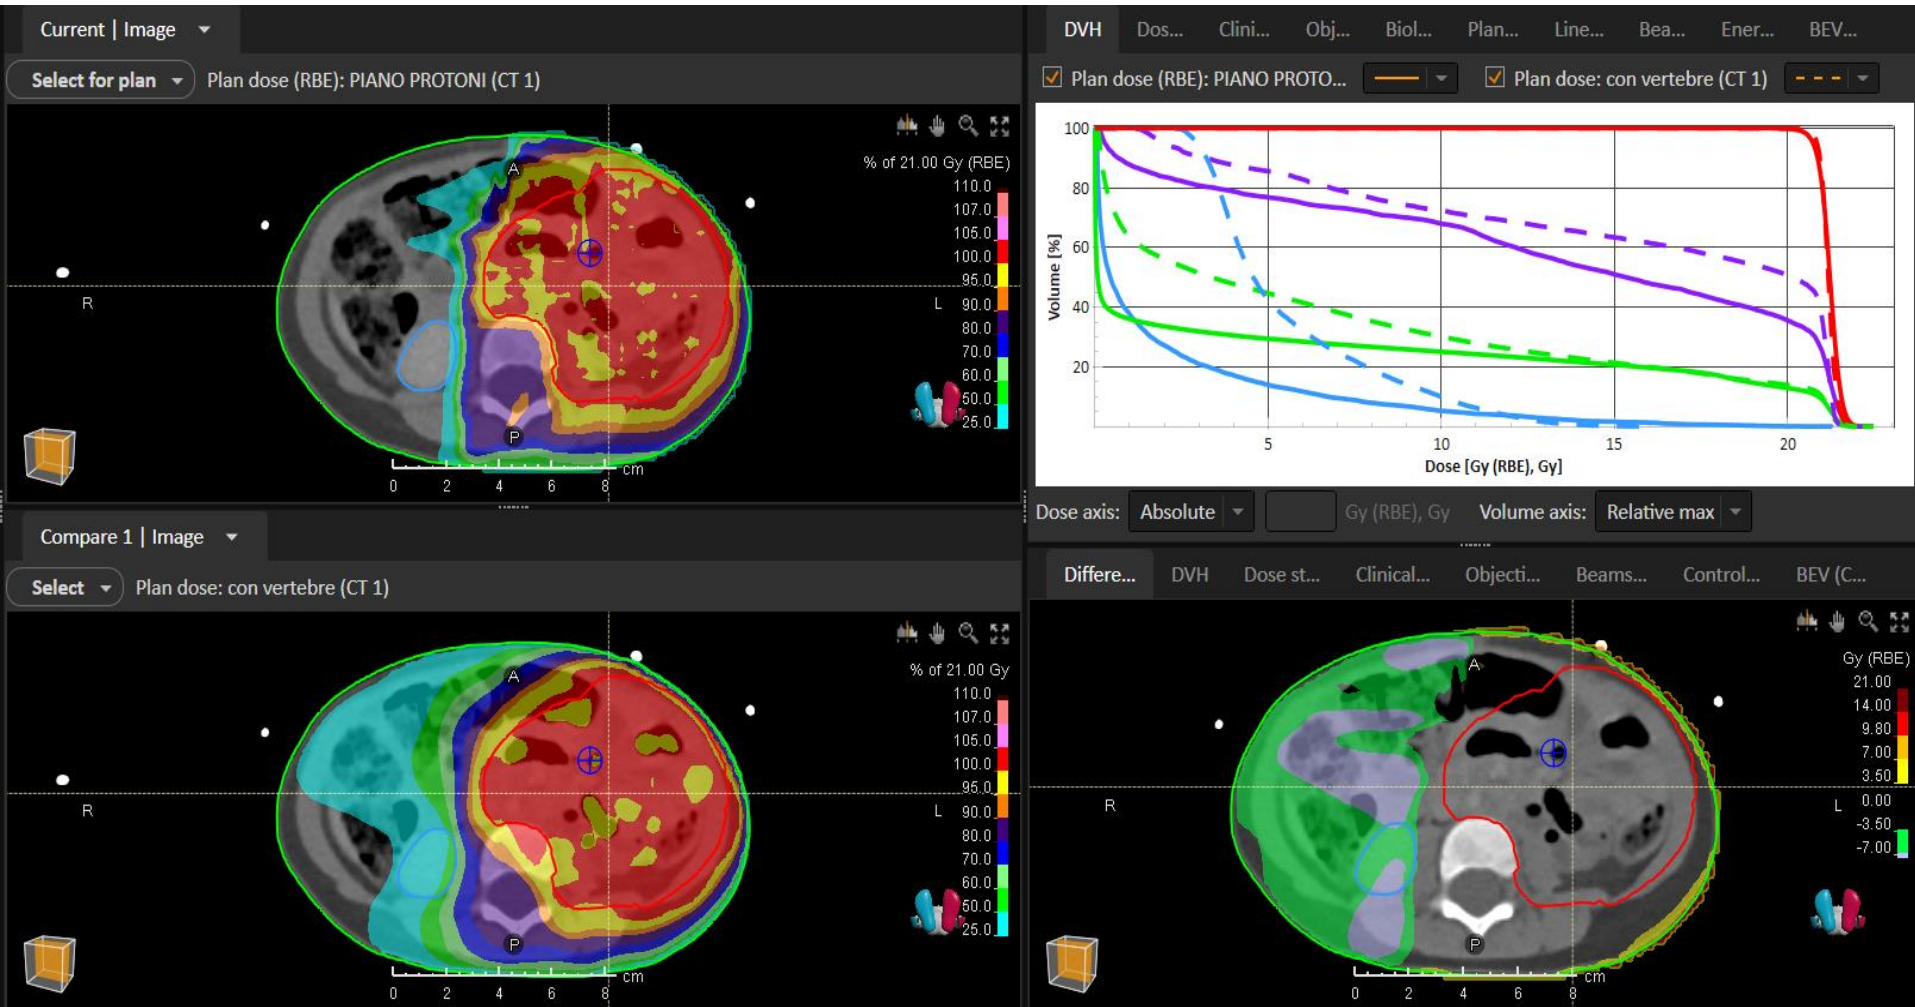 Current | Image
Select for plan
Plan dose (RBE): PIANO PROTONI (CT 1)
% of 21.00 Gy (RBE)
110.0
107.0
105.0
100.0
95.0
90.0
80.0
70.0
60.0
50.0
25.0
A
R
L
P
cm
0 2 4 6 8
DVH Dos... Clini... Obj... Biol... Plan... Line... Bea... Ener... BEV...
Plan dose (RBE): PIANO PROTO...
Plan dose: con vertebre (CT 1)
100
80
60
40
20
Volume [%]
5 10 15 20
Dose [Gy (RBE), Gy]
Dose axis: Absolute Gy (RBE), Gy Volume axis: Relative max
Compare 1 | Image
Select
Plan dose: con vertebre (CT 1)
% of 21.00 Gy
110.0
107.0
105.0
100.0
95.0
90.0
80.0
70.0
60.0
50.0
25.0
A
R
L
P
cm
0 2 4 6 8
Differe... DVH Dose st... Clinical... Objecti... Beams... Control... BEV (C...
Gy (RBE)
21.00
14.00
9.80
7.00
3.50
0.00
-3.50
-7.00
A
R
L
P
cm
0 2 4 6 8